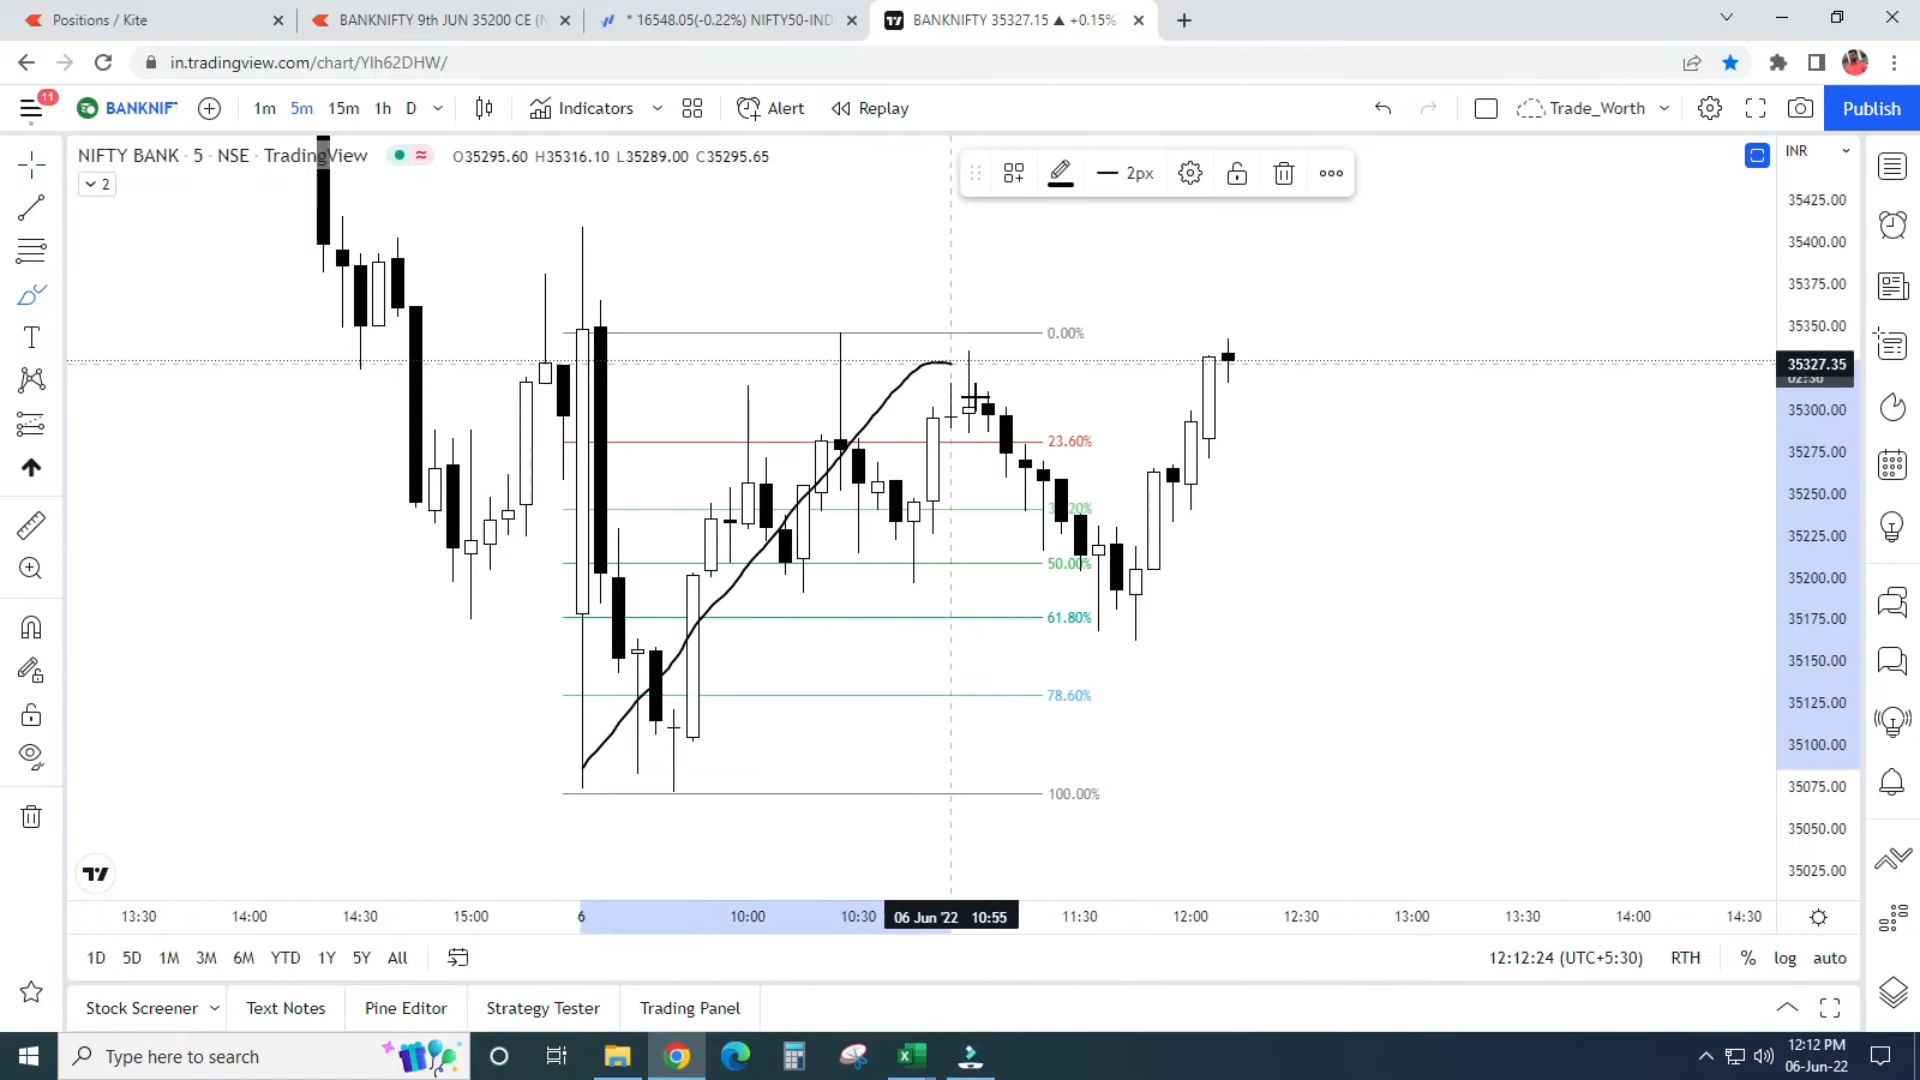 Positions / Kite
BANKNIFTY 9th JUN 35200 CE (N
* 16548.05(-0.22%) NIFTY50-IND
BANKNIFTY 35327.15 ▲ +0.15%
in.tradingview.com/chart/YIh62DHW/
11
BANKNIF
1m 5m 15m 1h D
Indicators
Alert
Replay
Trade_Worth
Publish
NIFTY BANK · 5 · NSE · TradingView
O35295.60 H35316.10 L35289.00 C35295.65
2
2px
INR
35425.00
35400.00
35375.00
35350.00
35327.35
35300.00
35275.00
35250.00
35225.00
35200.00
35175.00
35150.00
35125.00
35100.00
35075.00
35050.00
35025.00
0.00%
23.60%
50.00%
61.80%
78.60%
100.00%
13:30 14:00 14:30 15:00 6 10:00 10:30 06 Jun '22 10:55 11:30 12:00 12:30 13:00 13:30 14:00 14:30
1D 5D 1M 3M 6M YTD 1Y 5Y All
12:12:24 (UTC+5:30) RTH % log auto
Stock Screener Text Notes Pine Editor Strategy Tester Trading Panel
Type here to search
12:12 PM
06-Jun-22